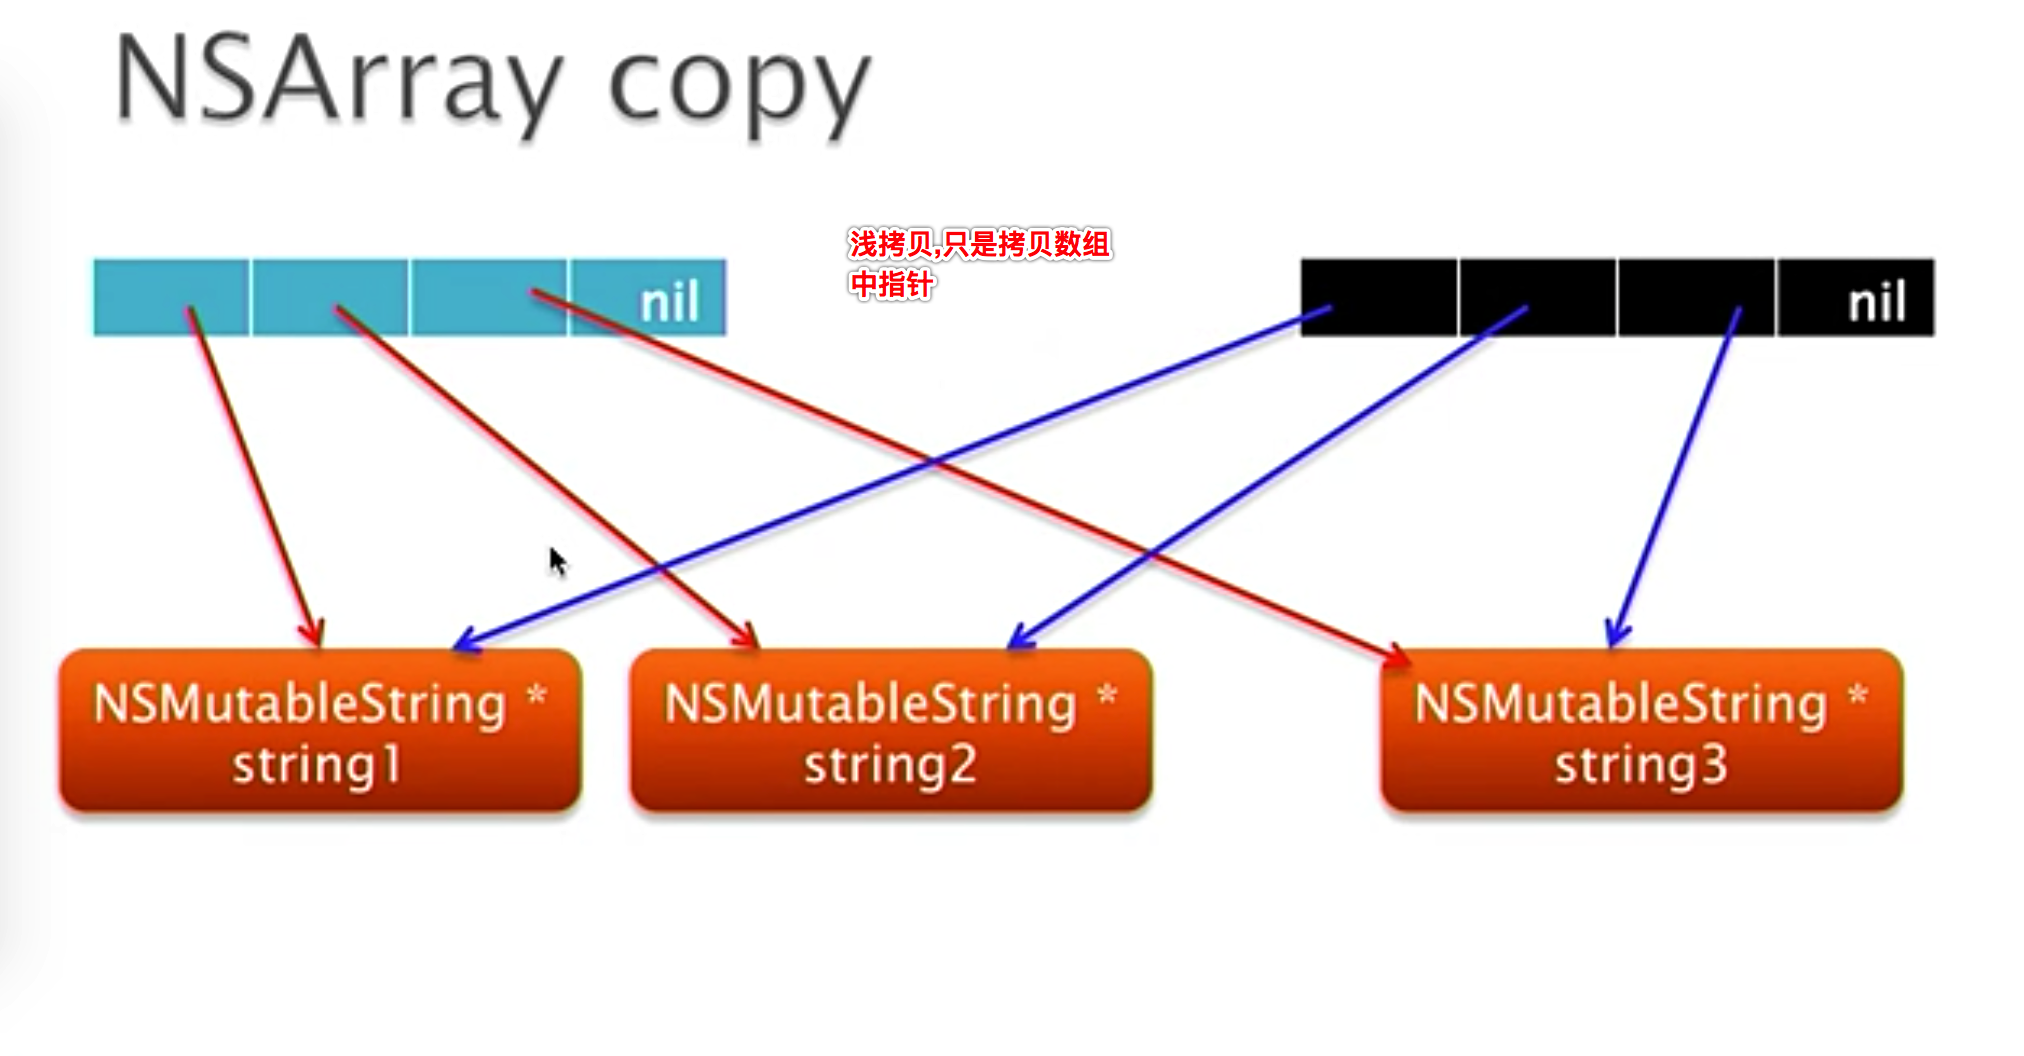 NSArray copy
浅拷贝,只是拷贝数组
中指针
nil
nil
NSMutableString *
string1
NSMutableString *
string2
NSMutableString *
string3